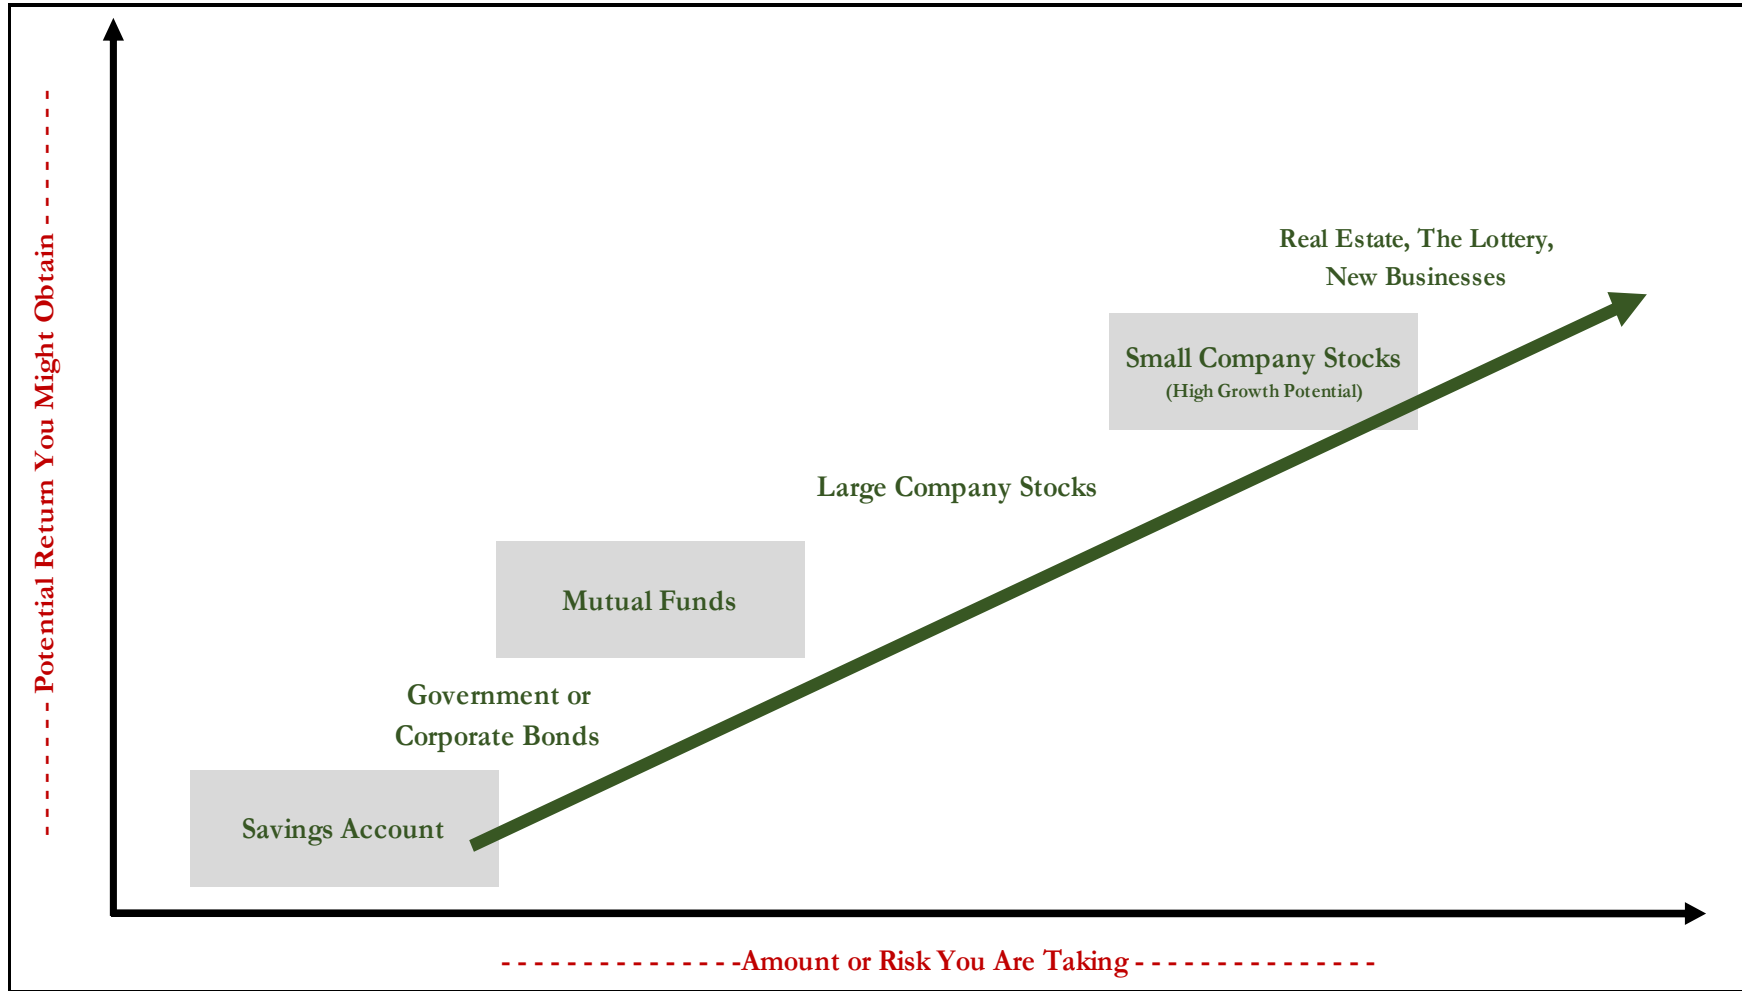 Real Estate, The Lottery,
New Businesses
Small Company Stocks
(High Growth Potential)
Large Company Stocks
Mutual Funds
Government or
Corporate Bonds
Savings Account
- - - - - - - Potential Return You Might Obtain - - - - - - - -
- - - - - - - - - - - - - - -Amount or Risk You Are Taking - - - - - - - - - - - - - - -